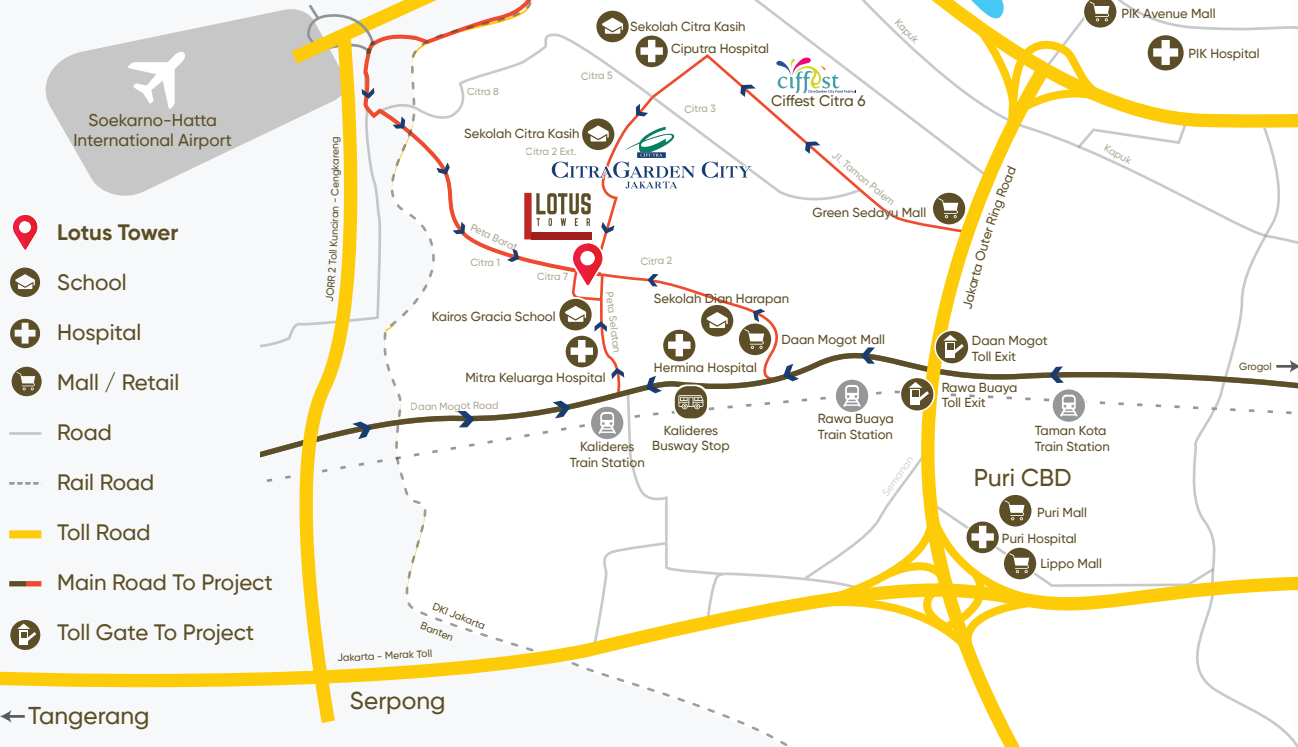 Sekolah Citra Kasih
Ciputra Hospital
PIK Avenue Mall
PIK Hospital
Kapuk
Citra 5
Citra 8
Citra 3
ciffest
Ciffest Citra 6
Soekarno-Hatta
International Airport
Sekolah Citra Kasih
Citra 2 Ext.
CIPUTRA
CITRAGARDEN CITY
JAKARTA
Kapuk
Jl. Taman Palem
Green Sedayu Mall
JORR 2 Toll Kunciran - Cengkareng
Jakarta Outer Ring Road
LOTUS
TOWER
Peta Barat
Citra 1
Citra 7
Citra 2
Peta Selatan
Sekolah Dian Harapan
Kairos Gracia School
Daan Mogot Mall
Hermina Hospital
Mitra Keluarga Hospital
Daan Mogot
Toll Exit
Grogol
Rawa Buaya
Toll Exit
Daan Mogot Road
Kalideres
Train Station
Kalideres
Busway Stop
Rawa Buaya
Train Station
Taman Kota
Train Station
Semanan
Puri CBD
Puri Mall
Puri Hospital
Lippo Mall
DKI Jakarta
Banten
Jakarta - Merak Toll
Serpong
Tangerang
Lotus Tower
School
Hospital
Mall / Retail
Road
Rail Road
Toll Road
Main Road To Project
Toll Gate To Project